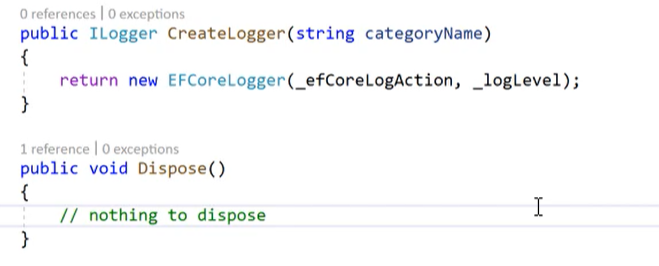 0 references | 0 exceptions
public ILogger CreateLogger(string categoryName)
{
    return new EFCoreLogger(_efCoreLogAction, _logLevel);
}
1 reference | 0 exceptions
public void Dispose()
{
    // nothing to dispose
}